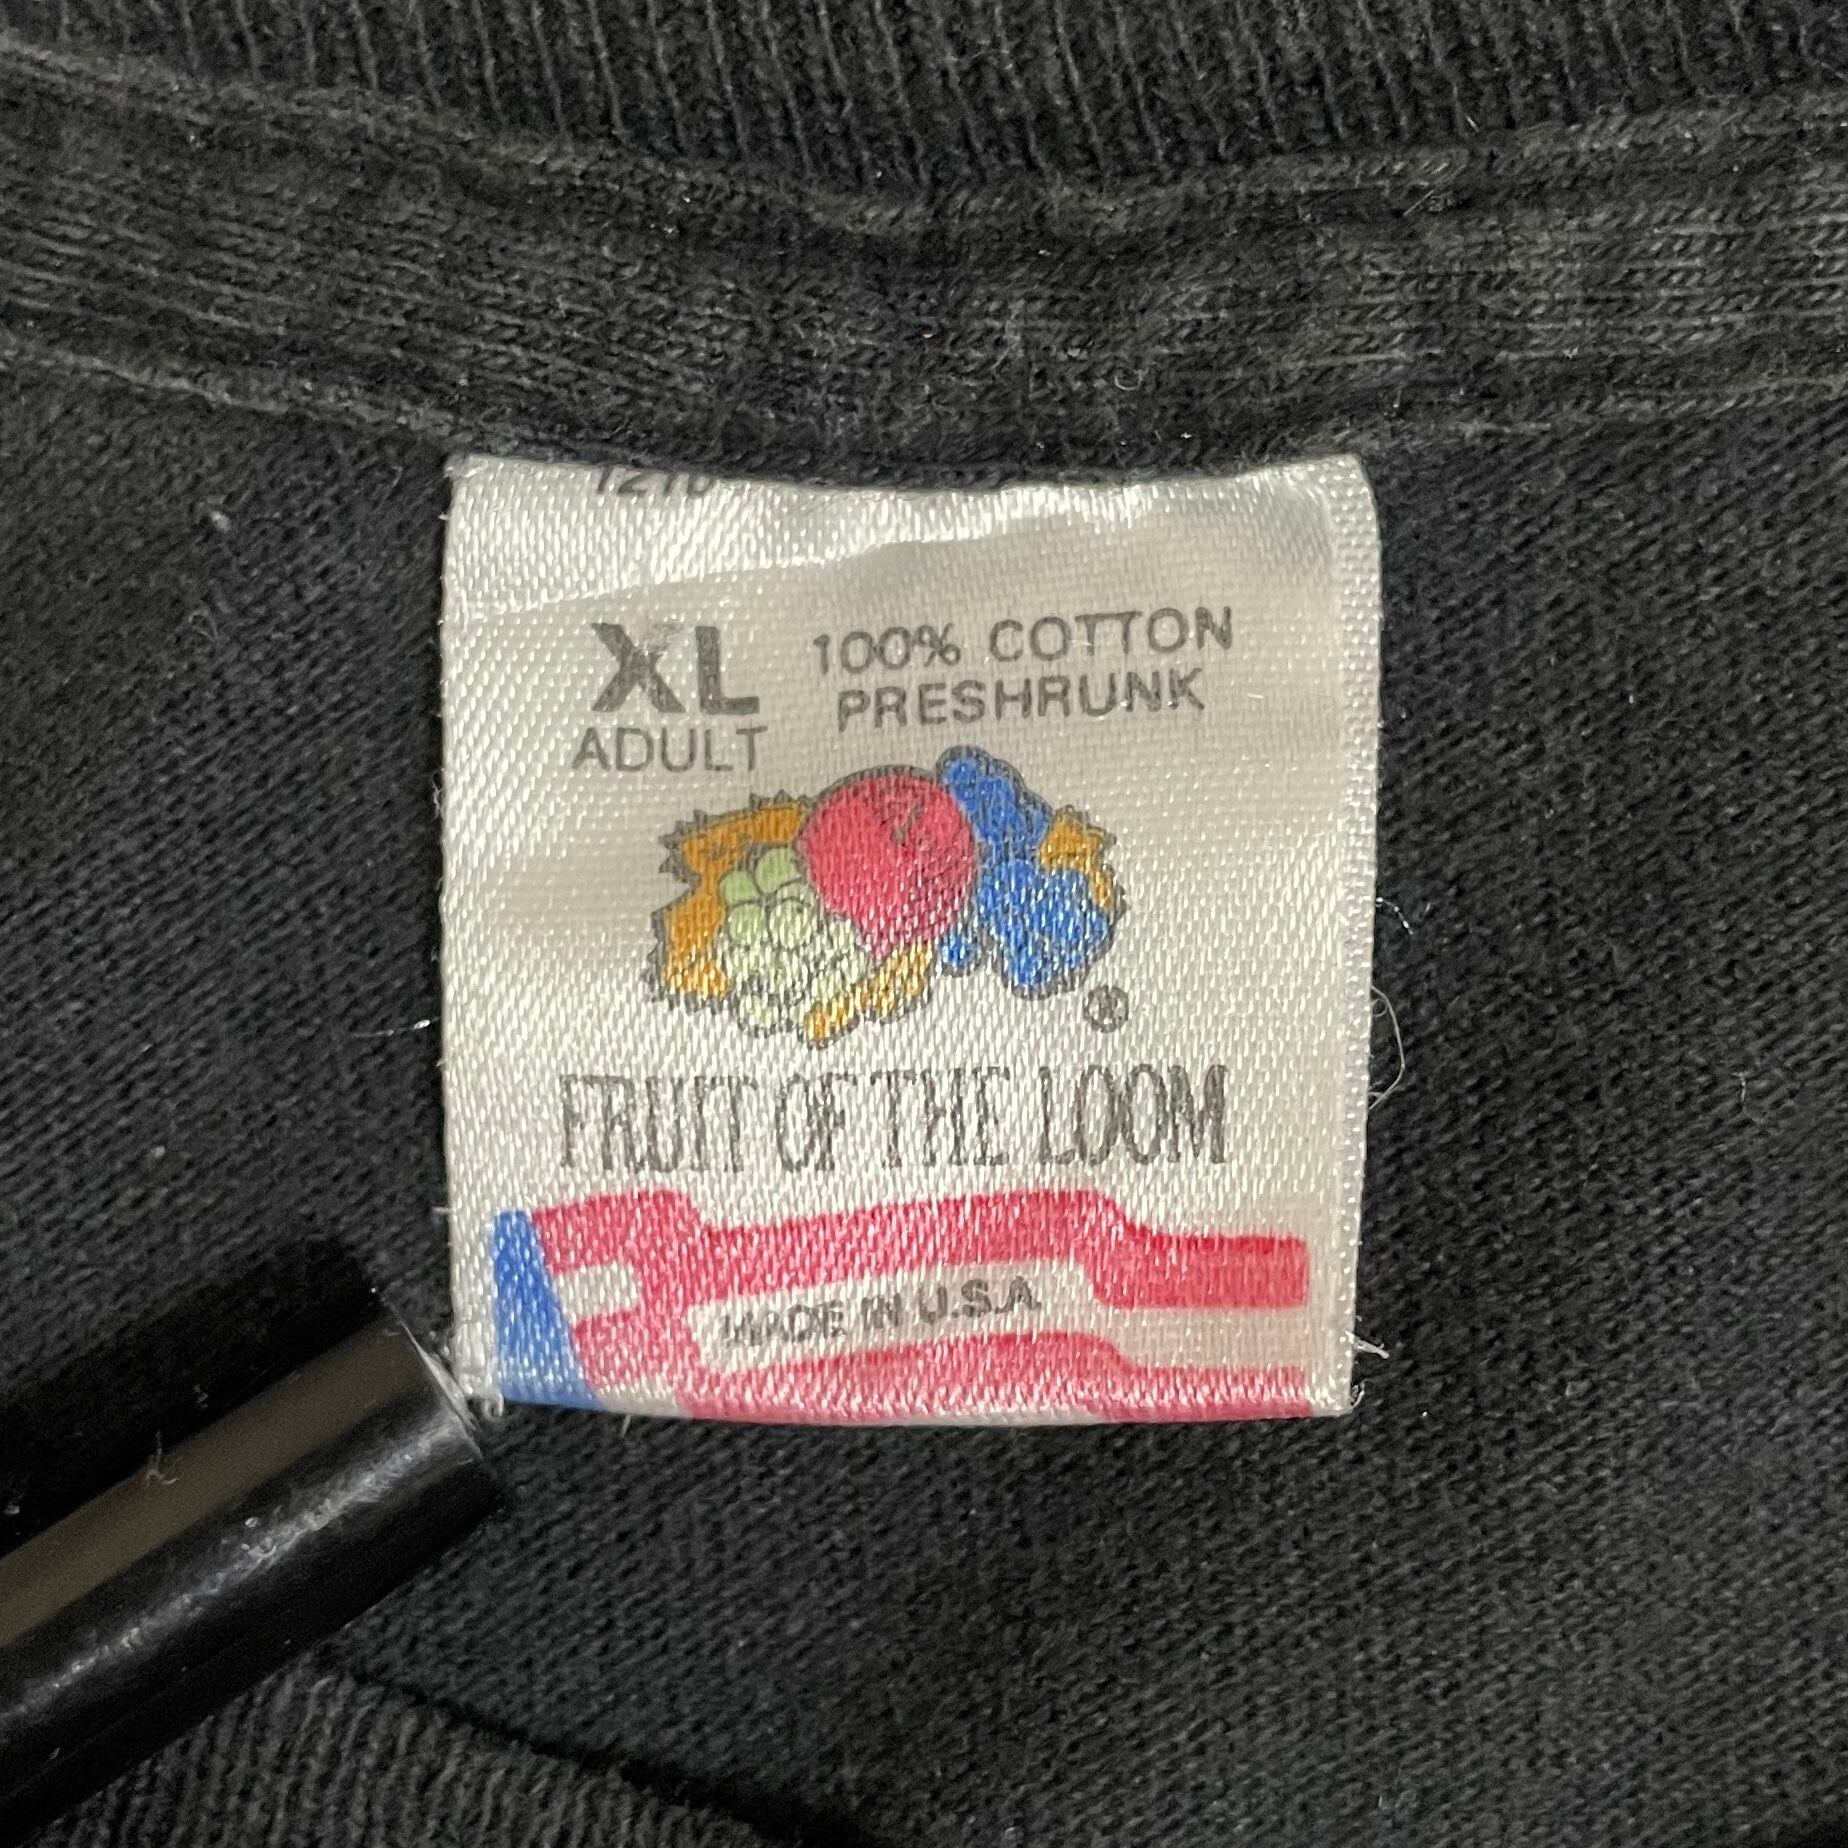 XL
ADULT
100% COTTON
PRESHRUNK
®
FRUIT OF THE LOOM
MADE IN U.S.A.